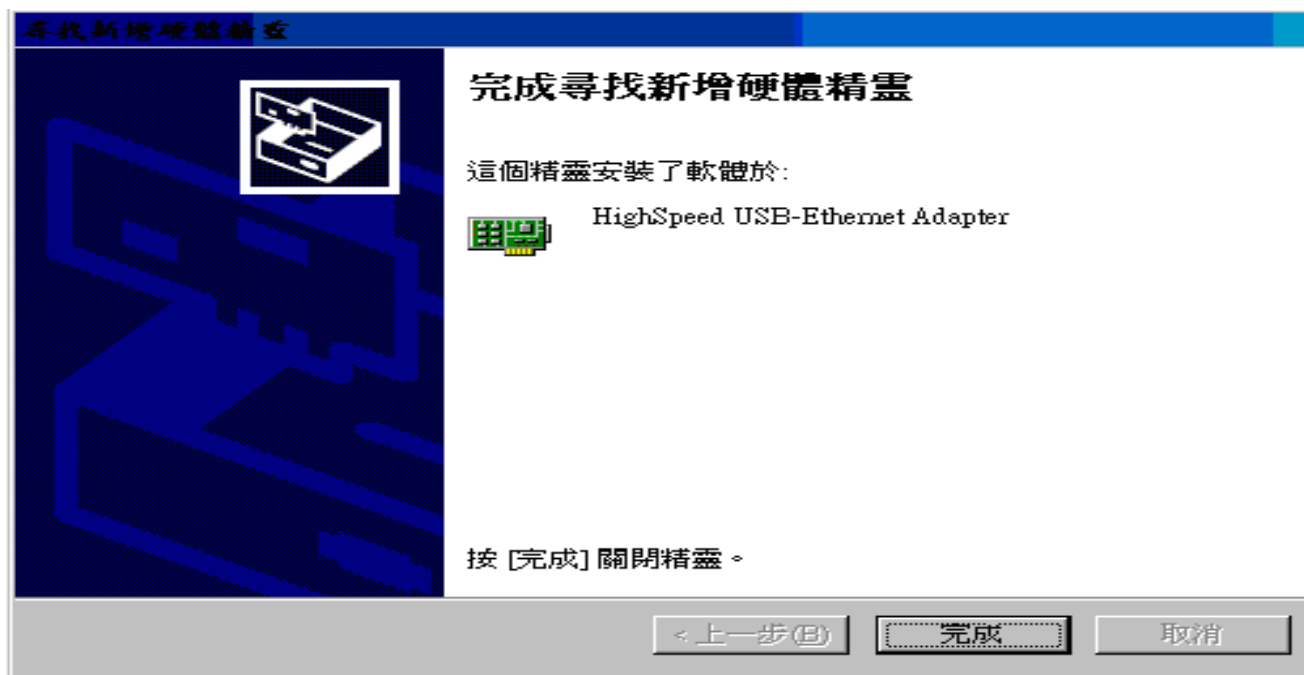 尋找新增硬體精靈
完成尋找新增硬體精靈
這個精靈安裝了軟體於:
HighSpeed USB-Ethernet Adapter
按 [完成] 關閉精靈。
< 上一步(B)
完成
取消